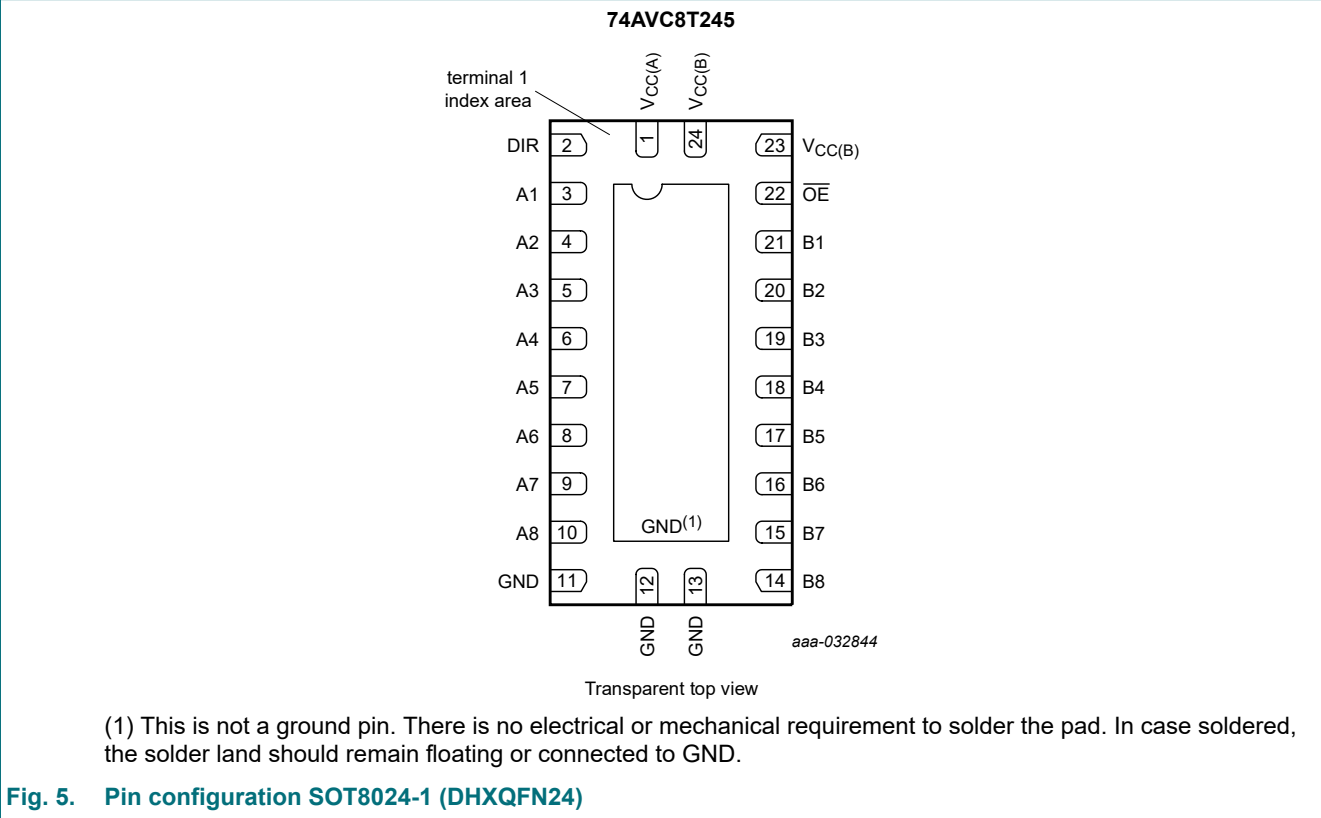 74AVC8T245
terminal 1
index area
VCC(A)
VCC(B)
1
24
DIR 2
23 VCC(B)
A1 3
22 OE
A2 4
21 B1
A3 5
20 B2
A4 6
19 B3
A5 7
18 B4
A6 8
17 B5
A7 9
16 B6
A8 10
15 B7
GND(1)
GND 11
14 B8
12
13
GND
GND
aaa-032844
Transparent top view
(1) This is not a ground pin. There is no electrical or mechanical requirement to solder the pad. In case soldered,
the solder land should remain floating or connected to GND.
Fig. 5. Pin configuration SOT8024-1 (DHXQFN24)